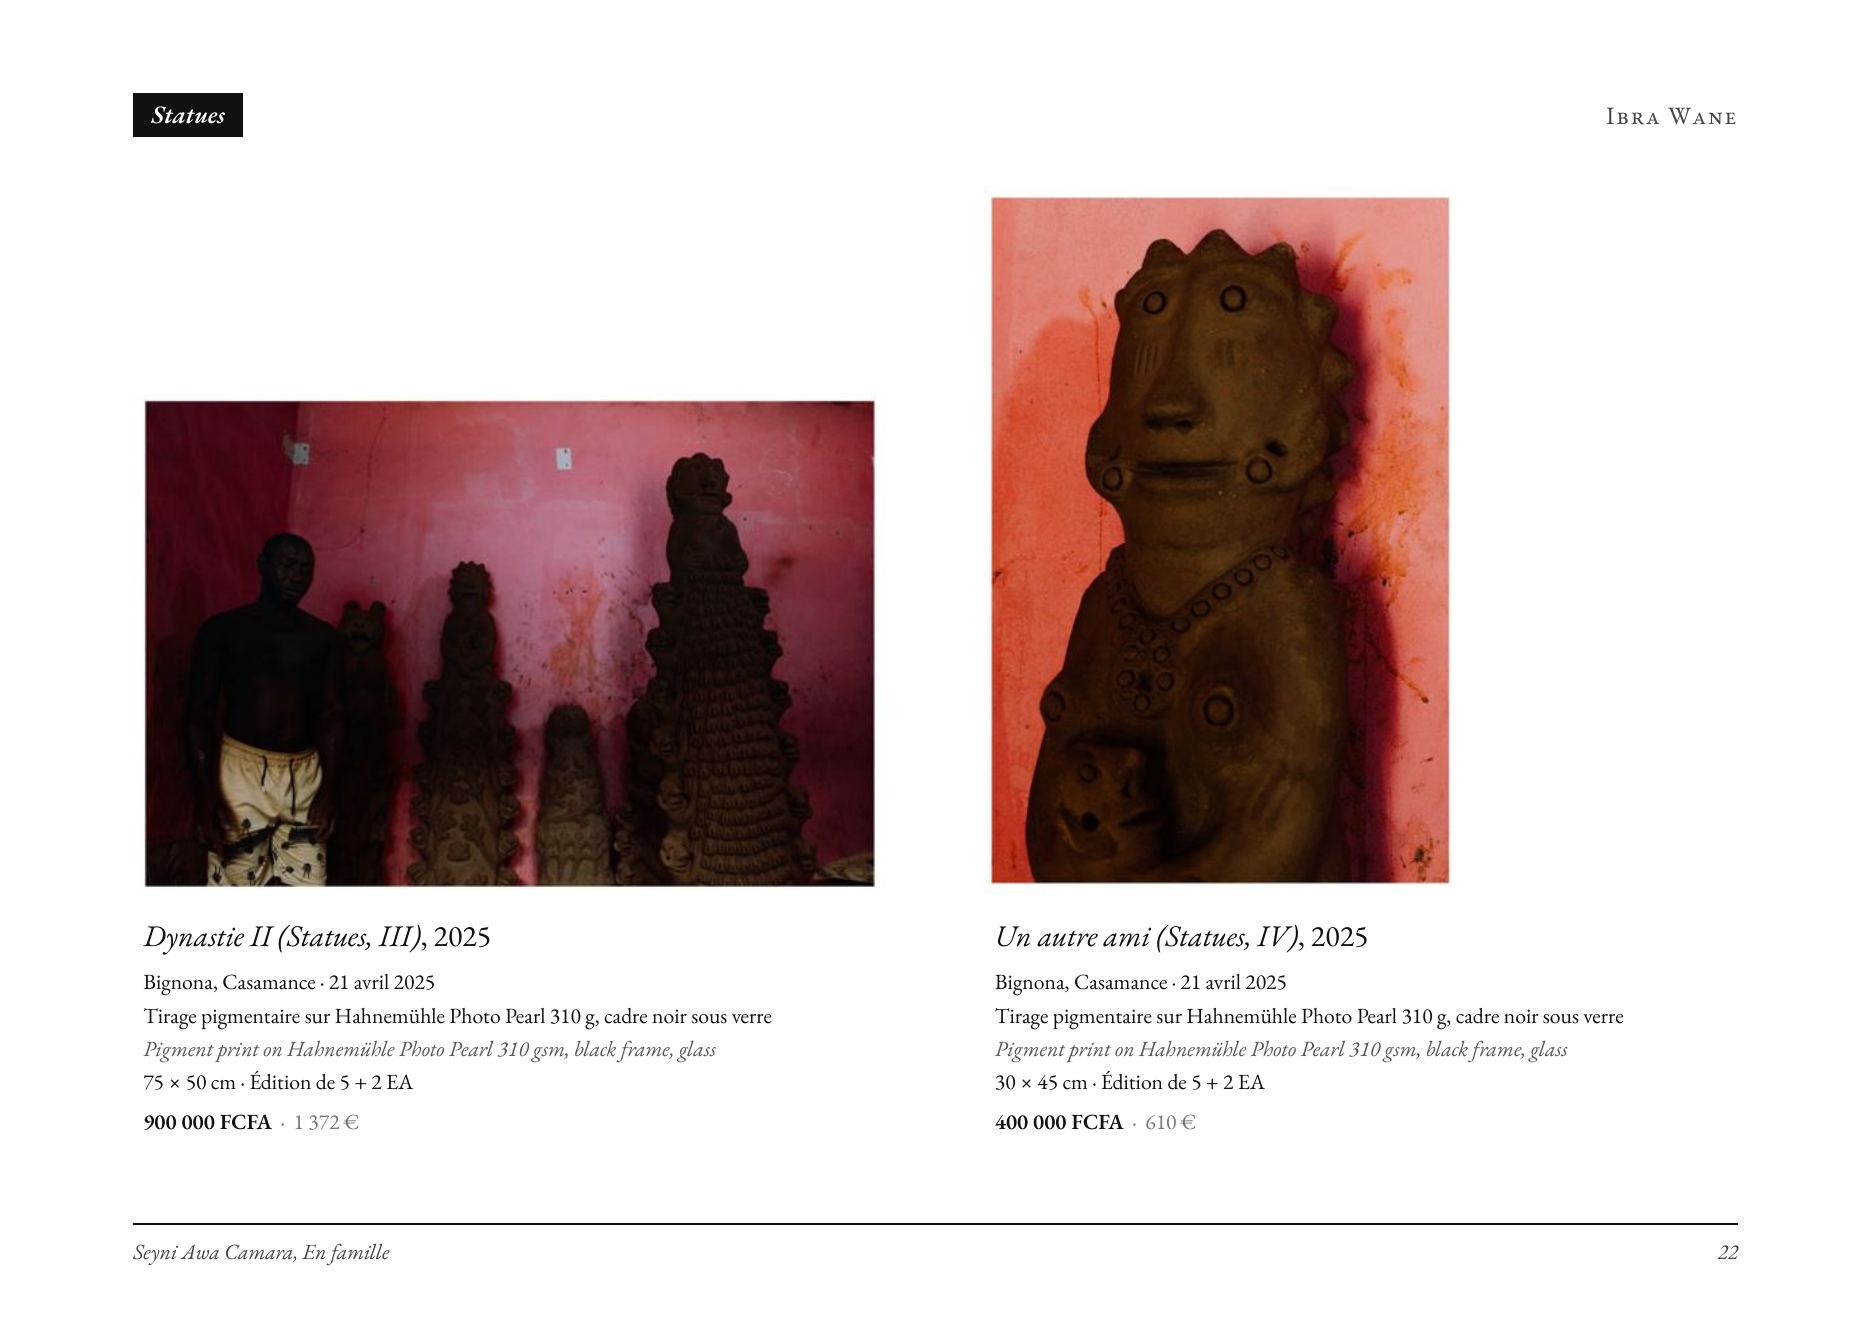 Statues
Ibra Wane
Dynastie II (Statues, III), 2025
Bignona, Casamance · 21 avril 2025
Tirage pigmentaire sur Hahnemühle Photo Pearl 310 g, cadre noir sous verre
Pigment print on Hahnemühle Photo Pearl 310 gsm, black frame, glass
75 × 50 cm · Édition de 5 + 2 EA
900 000 FCFA · 1 372 €
Un autre ami (Statues, IV), 2025
Bignona, Casamance · 21 avril 2025
Tirage pigmentaire sur Hahnemühle Photo Pearl 310 g, cadre noir sous verre
Pigment print on Hahnemühle Photo Pearl 310 gsm, black frame, glass
30 × 45 cm · Édition de 5 + 2 EA
400 000 FCFA · 610 €
Seyni Awa Camara, En famille
22